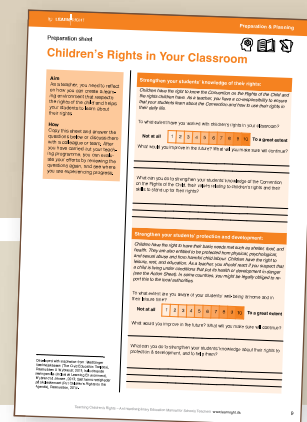 Preparation & Planning
Preparation sheet
Children's Rights in Your Classroom
Aim
As a teacher, you need to reflect
on how you can create a learn-
ing environment that respects
the rights of the child and helps
your students to learn about
their rights.
How
Copy this sheet and answer the
questions below or discuss them
with a colleague or team. After
you have carried out your teach-
ing programme, you can evalu-
ate your efforts by answering the
questions again, and see where
you are experiencing progress.
Strengthen your students' knowledge of their rights:
Children have the right to know the Convention on the Rights of the Child and
the rights children have. As a teacher, you have a co-responsibility to ensure
that your students learn about the Convention and how to use their rights in
their daily life.
To what extent have you worked with children's rights in your classroom?
Not at all 1 2 3 4 5 6 7 8 9 10 To a great extent
What would you improve in the future? What will you make sure will continue?
What can you do to strengthen your students' knowledge of the Convention
on the Rights of the Child, their values relating to children's rights and their
skills to stand up for their rights?
Strengthen your students' protection and development:
Children have the right to have their basic needs met such as shelter, food, and
health. They are also entitled to be protected from physical, psychological,
and sexual abuse and from harmful child labour. Children have the right to
leisure, rest, and education. As a teacher, you should react if you suspect that
a child is living under conditions that put its health or development in danger
(see the Action Sheet). In some countries, you might be legally obliged to re-
port this to the local authorities.
To what extent are you aware of your students' well-being at home and in
their leisure time?
Not at all 1 2 3 4 5 6 7 8 9 10 To a great extent
What would you improve in the future? What will you make sure will continue?
What can you do to strengthen your students' knowledge about their rights to
protection & development, and to help them?
Developed with inspiration from:
9